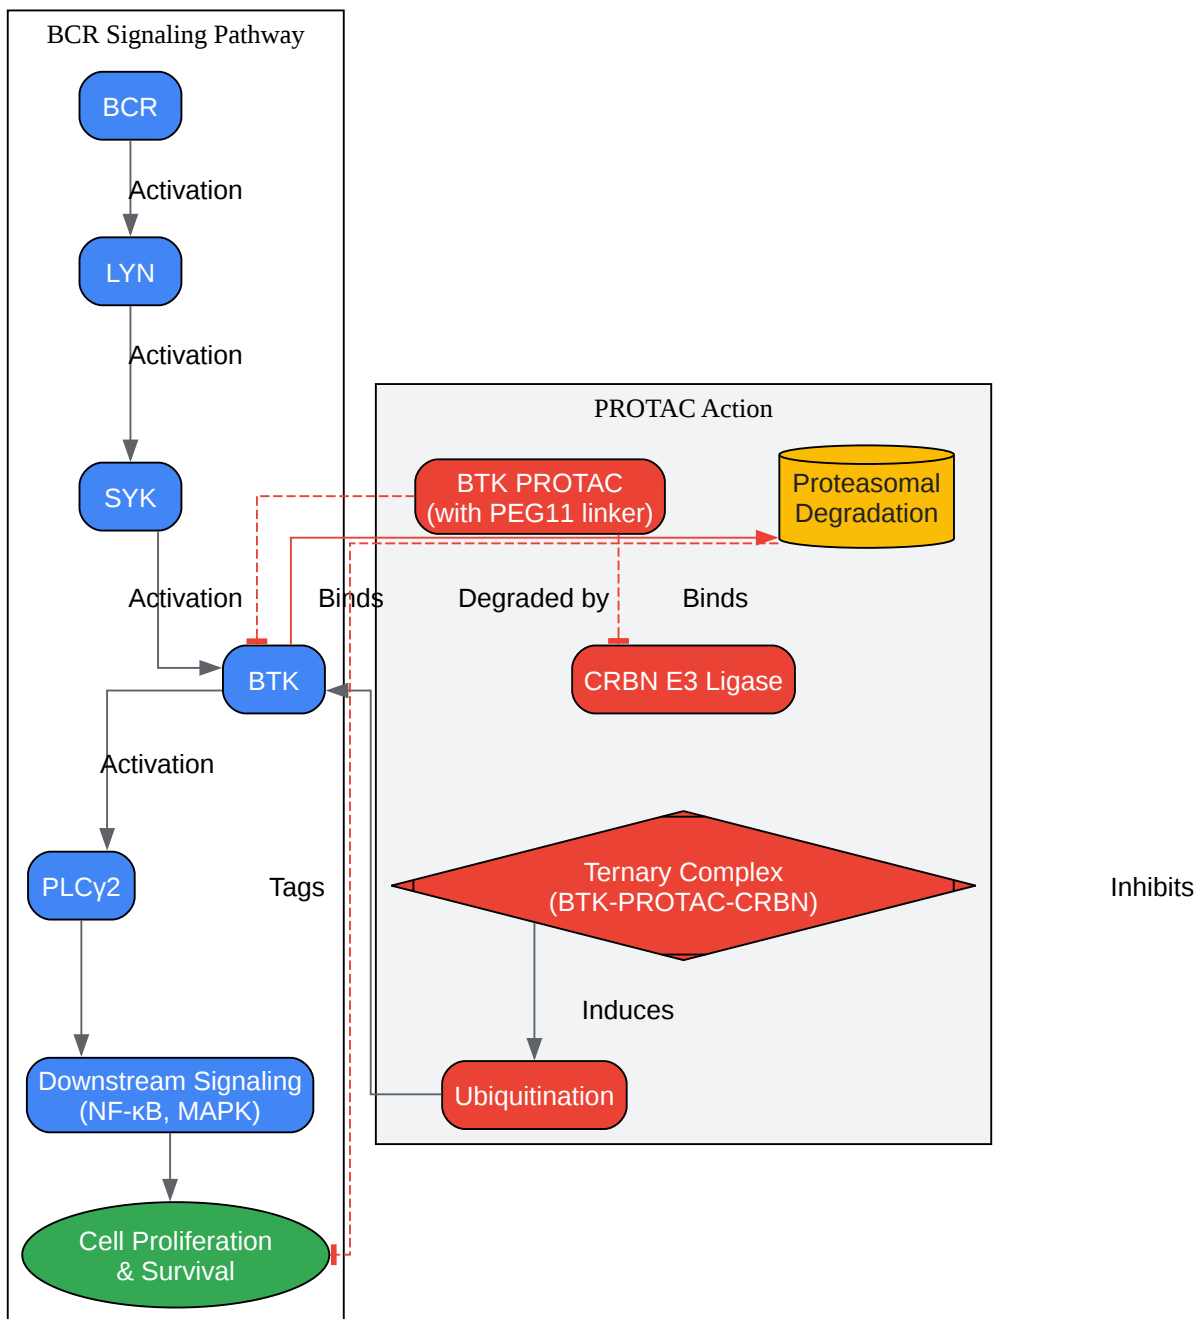 BCR Signaling Pathway
BCR
Activation
LYN
Activation
PROTAC Action
SYK
BTK PROTAC
(with PEG11 linker)
Proteasomal
Degradation
Activation
Binds
Degraded by
Binds
BTK
CRBN E3 Ligase
Activation
PLCγ2
Tags
Ternary Complex
(BTK-PROTAC-CRBN)
Inhibits
Induces
Downstream Signaling
(NF-κB, MAPK)
Ubiquitination
Cell Proliferation
& Survival